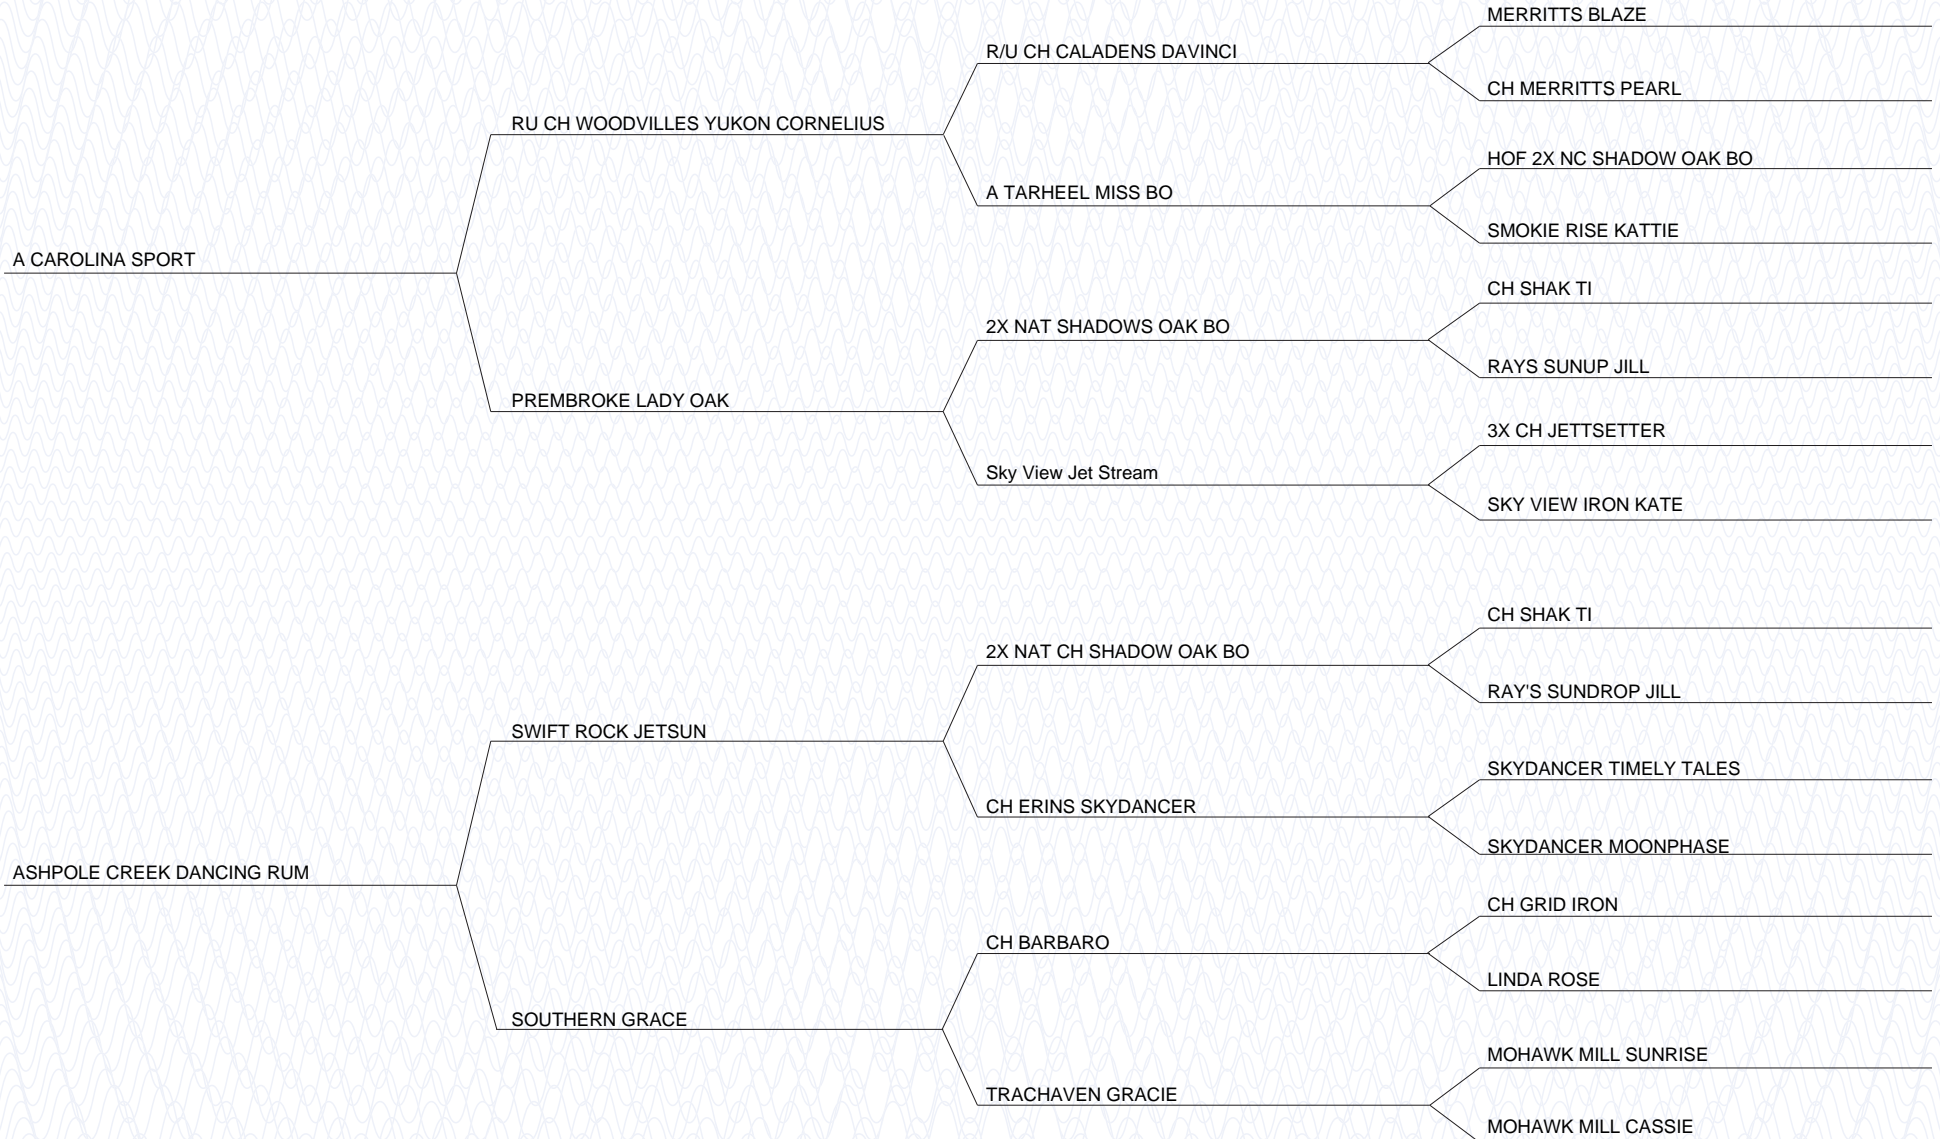 MERRITTS BLAZE
R/U CH CALADENS DAVINCI
CH MERRITTS PEARL
RU CH WOODVILLES YUKON CORNELIUS
HOF 2X NC SHADOW OAK BO
A TARHEEL MISS BO
SMOKIE RISE KATTIE
A CAROLINA SPORT
CH SHAK TI
2X NAT SHADOWS OAK BO
RAYS SUNUP JILL
PREMBROKE LADY OAK
3X CH JETTSETTER
Sky View Jet Stream
SKY VIEW IRON KATE
CH SHAK TI
2X NAT CH SHADOW OAK BO
RAY'S SUNDROP JILL
SWIFT ROCK JETSUN
SKYDANCER TIMELY TALES
CH ERINS SKYDANCER
SKYDANCER MOONPHASE
ASHPOLE CREEK DANCING RUM
CH GRID IRON
CH BARBARO
LINDA ROSE
SOUTHERN GRACE
MOHAWK MILL SUNRISE
TRACHAVEN GRACIE
MOHAWK MILL CASSIE